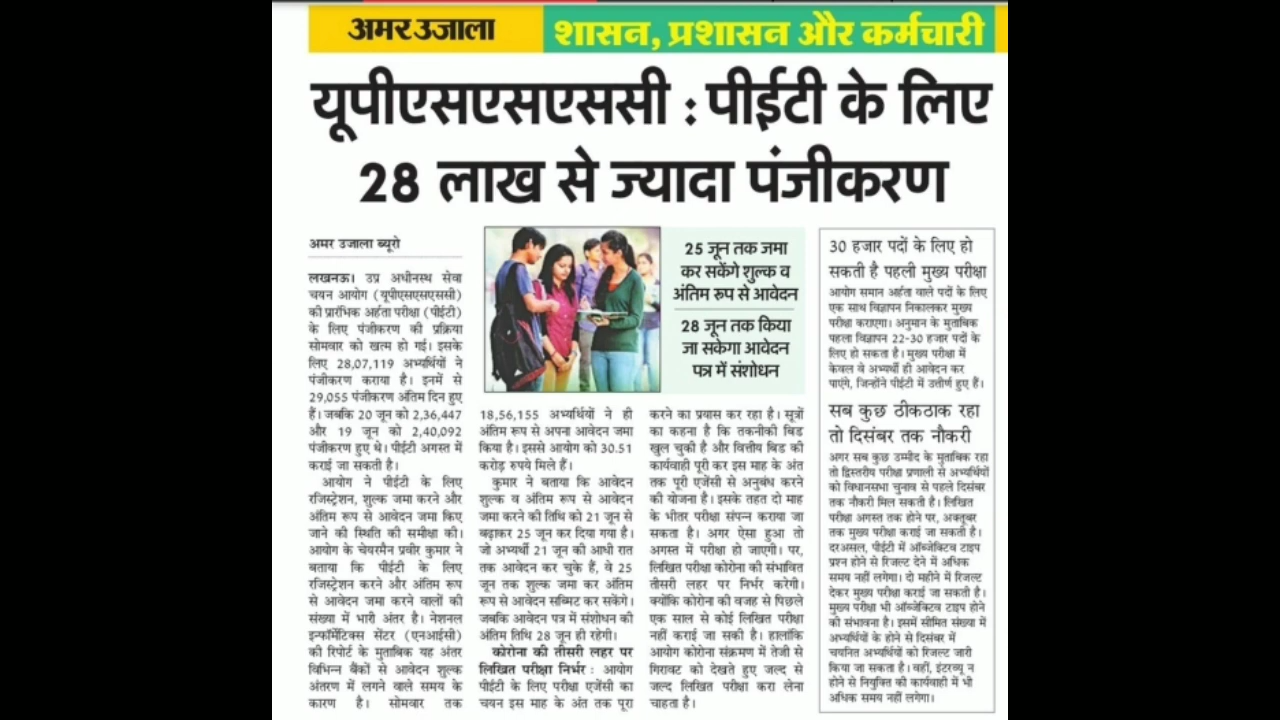 अमर उजाला
शासन, प्रशासन और कर्मचारी
यूपीएसएसएससी : पीईटी के लिए
28 लाख से ज्यादा पंजीकरण
अमर उजाला ब्यूरो
लखनऊ। उप्र अधीनस्थ सेवा
चयन आयोग (यूपीएसएसएससी)
की प्रारंभिक अर्हता परीक्षा (पीईटी)
के लिए पंजीकरण की प्रक्रिया
सोमवार को खत्म हो गई। इसके
लिए 28,07,119 अभ्यर्थियों ने
पंजीकरण कराया है। इनमें से
29,055 पंजीकरण अंतिम दिन हुए
हैं। जबकि 20 जून को 2,36,447
और 19 जून को 2,40,092
पंजीकरण हुए थे। पीईटी अगस्त में
कराई जा सकती है।
आयोग ने पीईटी के लिए
रजिस्ट्रेशन, शुल्क जमा करने और
अंतिम रूप से आवेदन जमा किए
जाने की स्थिति की समीक्षा की।
आयोग के चेयरमैन प्रवीर कुमार ने
बताया कि पीईटी के लिए
रजिस्ट्रेशन करने और अंतिम रूप
से आवेदन जमा करने वालों की
संख्या में भारी अंतर है। नेशनल
इन्फॉर्मेटिक्स सेंटर (एनआईसी)
की रिपोर्ट के मुताबिक यह अंतर
विभिन्न बैंकों से आवेदन शुल्क
अंतरण में लगने वाले समय के
कारण है। सोमवार तक
25 जून तक जमा
कर सकेंगे शुल्क व
अंतिम रूप से आवेदन
28 जून तक किया
जा सकेगा आवेदन
पत्र में संशोधन
18,56,155 अभ्यर्थियों ने ही
अंतिम रूप से अपना आवेदन जमा
किया है। इससे आयोग को 30.51
करोड़ रुपये मिले हैं।
कुमार ने बताया कि आवेदन
शुल्क व अंतिम रूप से आवेदन
जमा करने की तिथि को 21 जून से
बढ़ाकर 25 जून कर दिया गया है।
जो अभ्यर्थी 21 जून की आधी रात
तक आवेदन कर चुके हैं, वे 25
जून तक शुल्क जमा कर अंतिम
रूप से आवेदन सब्मिट कर सकेंगे।
जबकि आवेदन पत्र में संशोधन की
अंतिम तिथि 28 जून ही रहेगी।
कोरोना की तीसरी लहर पर
लिखित परीक्षा निर्भर : आयोग
पीईटी के लिए परीक्षा एजेंसी का
चयन इस माह के अंत तक पूरा
करने का प्रयास कर रहा है। सूत्रों
का कहना है कि तकनीकी बिड
खुल चुकी है और वित्तीय बिड की
कार्यवाही पूरी कर इस माह के अंत
तक पूरी एजेंसी से अनुबंध करने
की योजना है। इसके तहत दो माह
के भीतर परीक्षा संपन्न कराया जा
सकता है। अगर ऐसा हुआ तो
अगस्त में परीक्षा हो जाएगी। पर,
लिखित परीक्षा कोरोना की संभावित
तीसरी लहर पर निर्भर करेगी।
क्योंकि कोरोना की वजह से पिछले
एक साल से कोई लिखित परीक्षा
नहीं कराई जा सकी है। हालांकि
आयोग कोरोना संक्रमण में तेजी से
गिरावट को देखते हुए जल्द से
जल्द लिखित परीक्षा करा लेना
चाहता है।
30 हजार पदों के लिए हो
सकती है पहली मुख्य परीक्षा
आयोग समान अर्हता वाले पदों के लिए
एक साथ विज्ञापन निकालकर मुख्य
परीक्षा कराएगा। अनुमान के मुताबिक
पहला विज्ञापन 22-30 हजार पदों के
लिए हो सकता है। मुख्य परीक्षा में
केवल वे अभ्यर्थी ही आवेदन कर
पाएंगे, जिन्होंने पीईटी में उत्तीर्ण हुए हैं।
सब कुछ ठीकठाक रहा
तो दिसंबर तक नौकरी
अगर सब कुछ उम्मीद के मुताबिक रहा
तो द्विस्तरीय परीक्षा प्रणाली से अभ्यर्थियों
को विधानसभा चुनाव से पहले दिसंबर
तक नौकरी मिल सकती है। लिखित
परीक्षा अगस्त तक होने पर, अक्तूबर
तक मुख्य परीक्षा कराई जा सकती है।
दरअसल, पीईटी में ऑब्जेक्टिव टाइप
प्रश्न होने से रिजल्ट देने में अधिक
समय नहीं लगेगा। दो महीने में रिजल्ट
देकर मुख्य परीक्षा कराई जा सकती है।
मुख्य परीक्षा भी ऑब्जेक्टिव टाइप होने
की संभावना है। इसमें सीमित संख्या में
अभ्यर्थियों के होने से दिसंबर में
चयनित अभ्यर्थियों को रिजल्ट जारी
किया जा सकता है। वहीं, इंटरव्यू न
होने से नियुक्ति की कार्यवाही में भी
अधिक समय नहीं लगेगा।